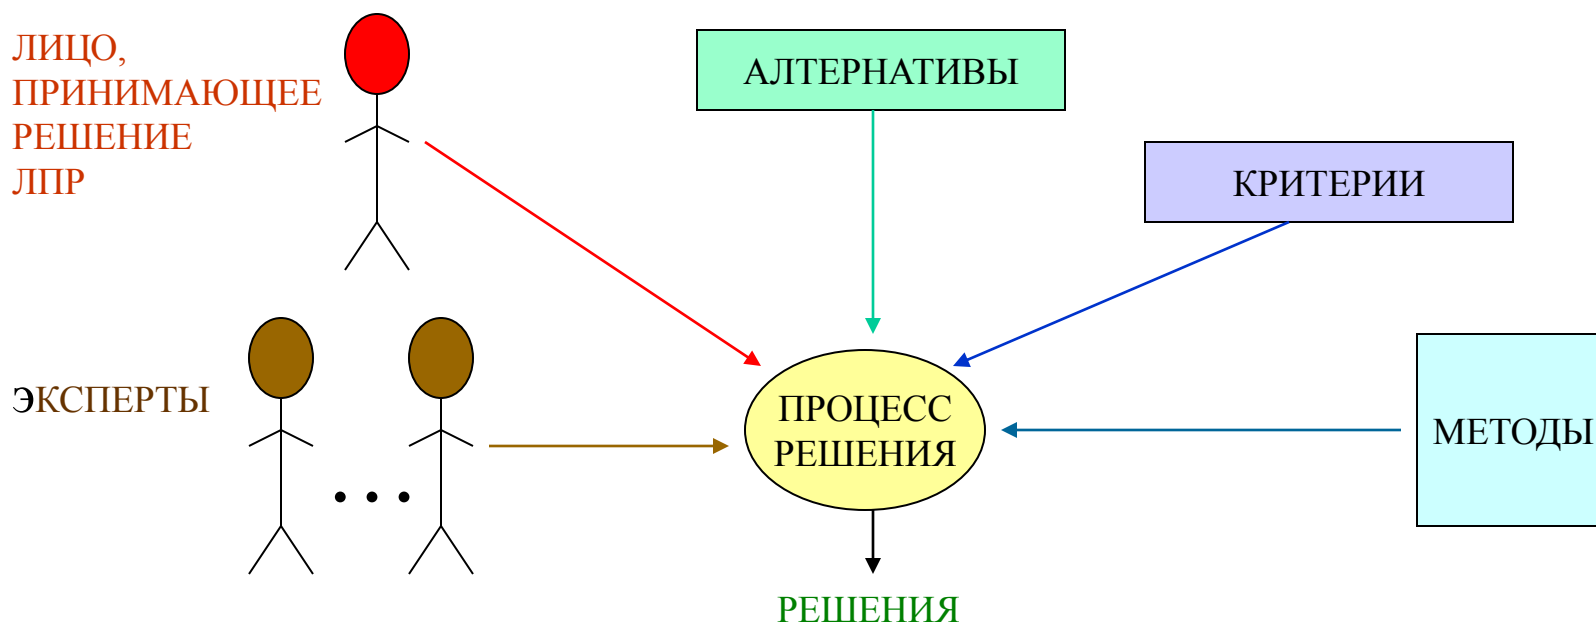 ЛИЦО,
ПРИНИМАЮЩЕЕ
РЕШЕНИЕ
ЛПР
АЛТЕРНАТИВЫ
КРИТЕРИИ
ЭКСПЕРТЫ
ПРОЦЕСС
РЕШЕНИЯ
МЕТОДЫ
РЕШЕНИЯ